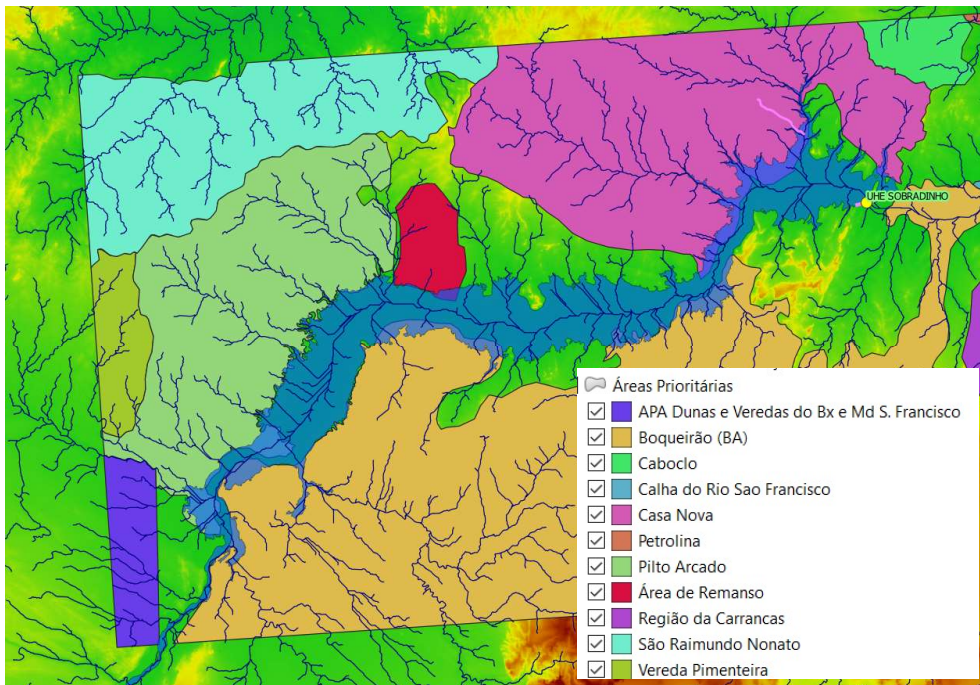 UHE SOBRADINHO
Áreas Prioritárias
APA Dunas e Veredas do Bx e Md S. Francisco
Boqueirão (BA)
Caboclo
Calha do Rio Sao Francisco
Casa Nova
Petrolina
Pilto Arcado
Área de Remanso
Região da Carrancas
São Raimundo Nonato
Vereda Pimenteira